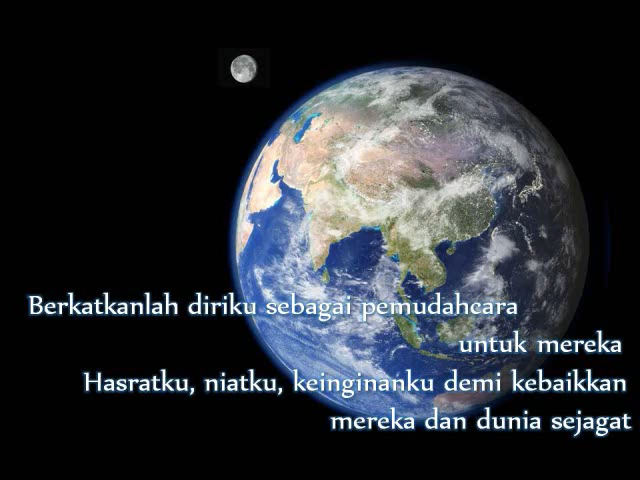 Berkatkanlah diriku sebagai pemudahcara
untuk mereka
Hasratku, niatku, keinginanku demi kebaikkan
mereka dan dunia sejagat